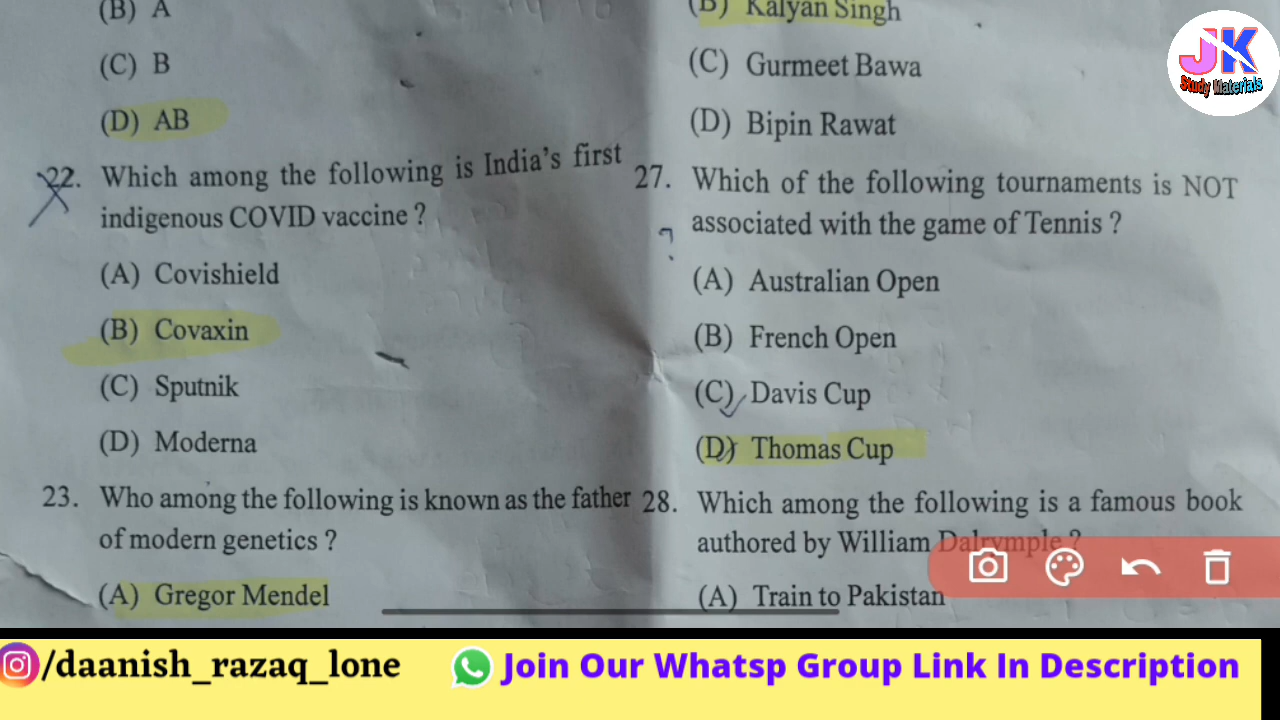 (B) A
(C) B
(D) AB
22. Which among the following is India's first
indigenous COVID vaccine ?
(A) Covishield
(B) Covaxin
(C) Sputnik
(D) Moderna
23. Who among the following is known as the father
of modern genetics ?
(A) Gregor Mendel
(B) Kalyan Singh
(C) Gurmeet Bawa
(D) Bipin Rawat
27. Which of the following tournaments is NOT
associated with the game of Tennis ?
(A) Australian Open
(B) French Open
(C) Davis Cup
(D) Thomas Cup
28. Which among the following is a famous book
authored by William Dalrymple ?
(A) Train to Pakistan
JK
Study Materials
/daanish_razaq_lone
Join Our Whatsp Group Link In Description